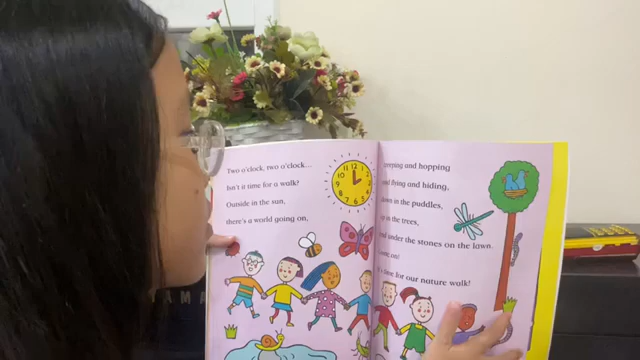 Two o'clock, two o'clock...
Isn't it time for a walk?
Outside in the sun,
there's a world going on,
creeping and hopping
and flying and hiding,
down in the puddles,
up in the trees,
and under the stones on the lawn.
Come on!
It's time for our nature walk!